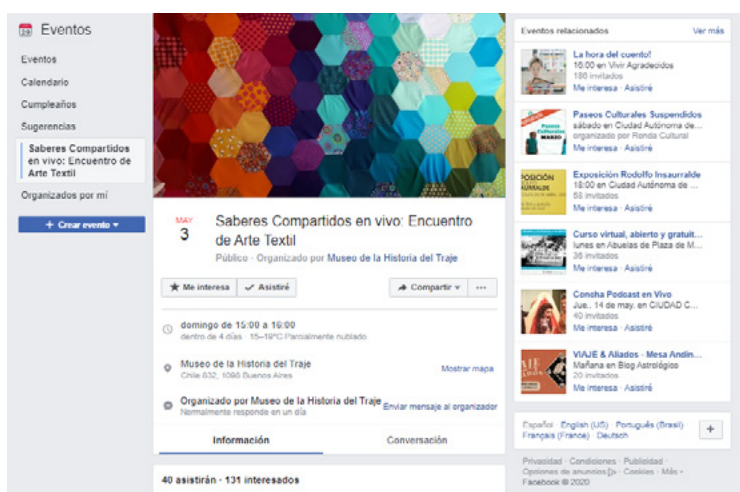 Eventos
Eventos
Calendario
Cumpleaños
Sugerencias
Saberes Compartidos
en vivo: Encuentro de
Arte Textil
Organizados por mí
+ Crear evento
MAY
3
Saberes Compartidos en vivo: Encuentro
de Arte Textil
Público · Organizado por Museo de la Historia del Traje
Me interesa
Asistiré
Compartir
domingo de 15:00 a 16:00
dentro de 4 días · 15–19°C Parcialmente nublado
Museo de la Historia del Traje
Chile 832, 1098 Buenos Aires
Mostrar mapa
Organizado por Museo de la Historia del Traje
Normalmente responde en un día
Enviar mensaje al organizador
Información
Conversación
40 asistirán · 131 interesados
Eventos relacionados
Ver más
La hora del cuento!
16:00 en Vivir Agradecidos
186 invitados
Me interesa · Asistiré
Paseos
Culturales
MARZO
Paseos Culturales Suspendidos
sábado en Ciudad Autónoma de...
organizado por Ronda Cultural
Me interesa · Asistiré
Exposición Rodolfo Insaurralde
18:00 en Ciudad Autónoma de ...
58 invitados
Me interesa · Asistiré
Curso virtual, abierto y gratuit...
lunes en Abuelas de Plaza de M...
36 invitados
Me interesa · Asistiré
Concha Podcast en Vivo
Jue., 14 de may. en CIUDAD C...
40 invitados
Me interesa · Asistiré
VIAJE & Aliados - Mesa Andin...
Mañana en Blog Astrológico
20 invitados
Me interesa · Asistiré
Español · English (US) · Português (Brasil) ·
Français (France) · Deutsch
+
Privacidad · Condiciones · Publicidad ·
Opciones de anuncios · Cookies · Más
Facebook © 2020